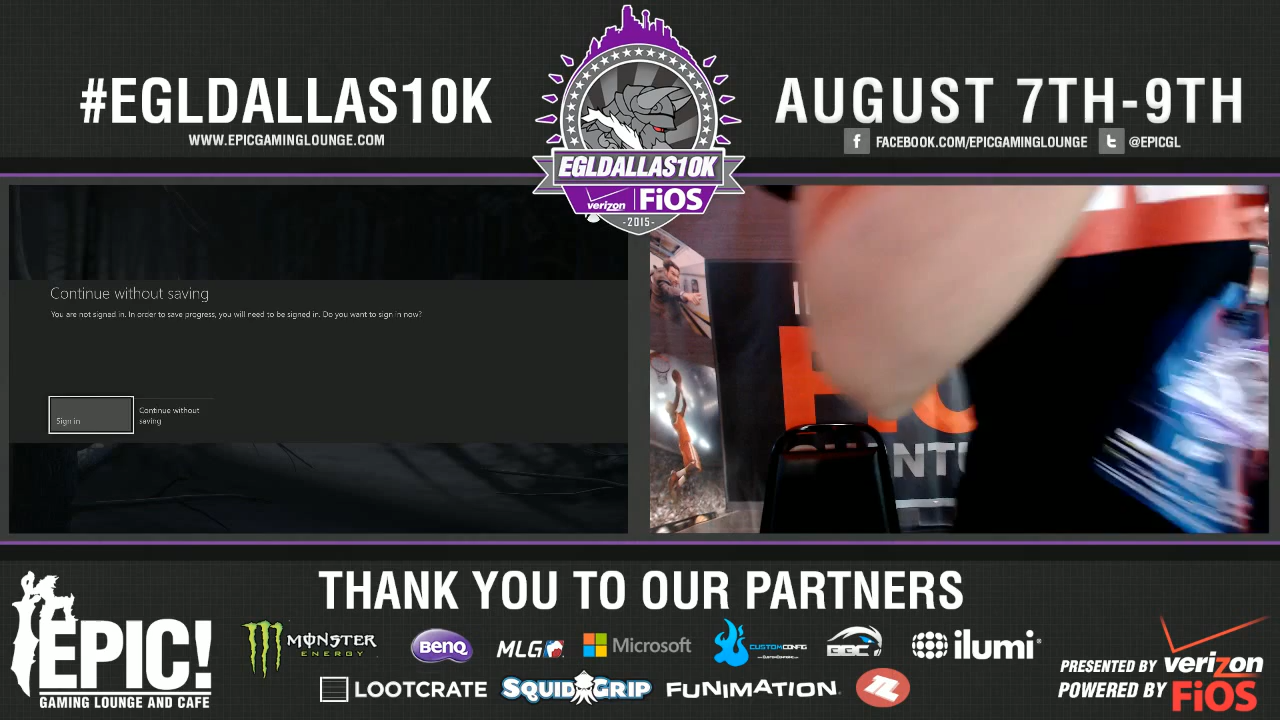 #EGLDALLAS10K
WWW.EPICGAMINGLOUNGE.COM
EGLDALLAS10K
verizon FiOS
-2015-
AUGUST 7TH-9TH
FACEBOOK.COM/EPICGAMINGLOUNGE @EPICGL
Continue without saving
You are not signed in. In order to save progress, you will need to be signed in. Do you want to sign in now?
Sign in
Continue without
saving
THANK YOU TO OUR PARTNERS
EPIC!
GAMING LOUNGE AND CAFE
MONSTER
ENERGY
BenQ
MLG
Microsoft
CUSTOMCONFIG
ilumi
LOOTCRATE
SQUID GRIP
FUNIMATION
PRESENTED BY verizon
POWERED BY FiOS